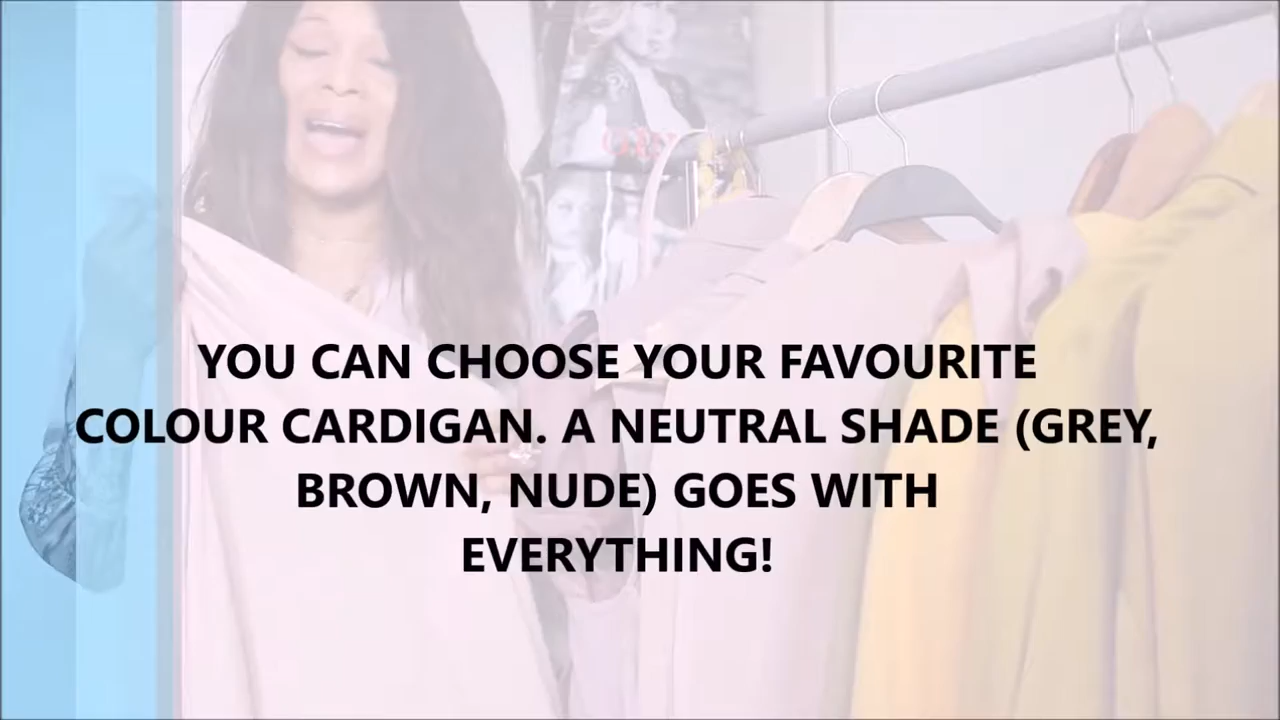 YOU CAN CHOOSE YOUR FAVOURITE
COLOUR CARDIGAN. A NEUTRAL SHADE (GREY,
BROWN, NUDE) GOES WITH
EVERYTHING!